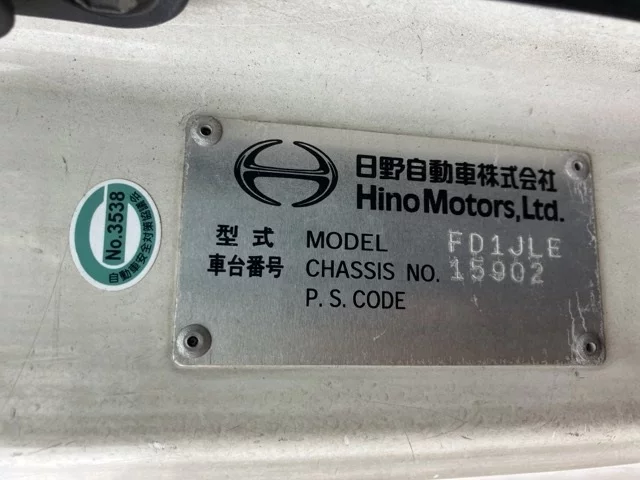 日野自動車株式会社
Hino Motors, Ltd.
型式 MODEL FD1JLE
車台番号 CHASSIS NO. 15902
P. S. CODE
No.3538
自動車安全対策協議会